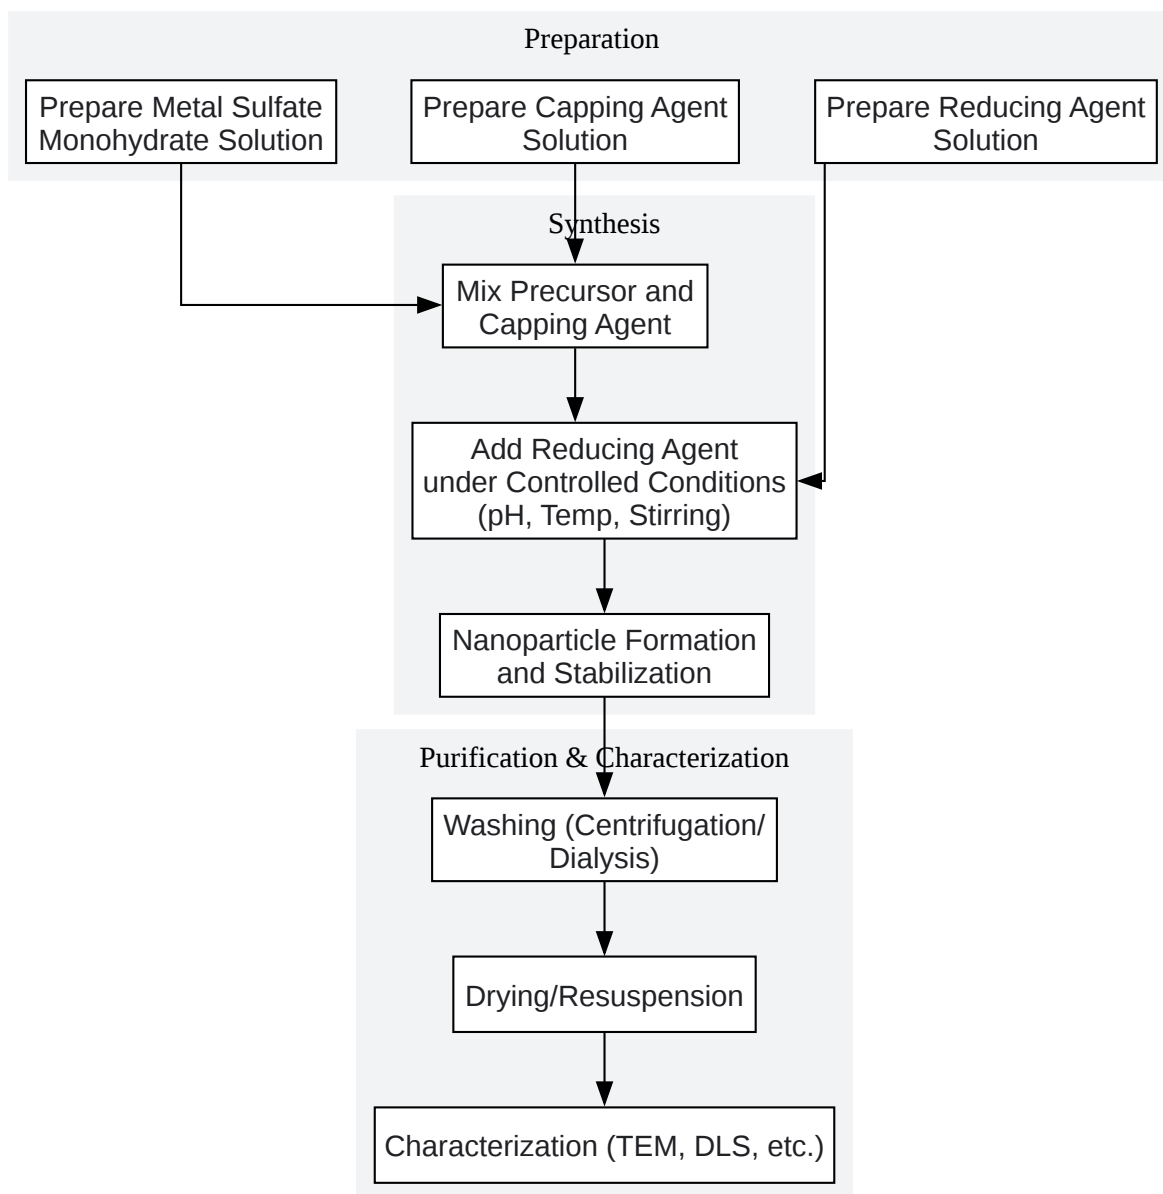 Preparation
Prepare Metal Sulfate
Monohydrate Solution
Prepare Capping Agent
Solution
Prepare Reducing Agent
Solution
Synthesis
Mix Precursor and
Capping Agent
Add Reducing Agent
under Controlled Conditions
(pH, Temp, Stirring)
Nanoparticle Formation
and Stabilization
Purification & Characterization
Washing (Centrifugation/
Dialysis)
Drying/Resuspension
Characterization (TEM, DLS, etc.)